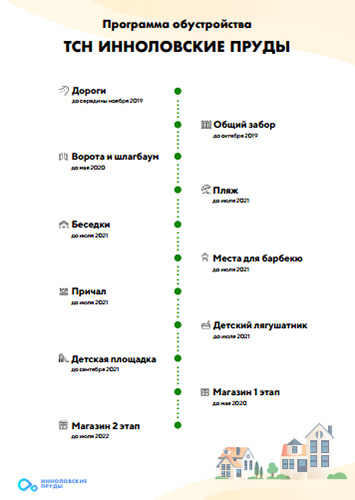 Программа обустройства
ТСН ИННОЛОВСКИЕ ПРУДЫ
Дороги
до середины ноября 2019
Общий забор
до октября 2019
Ворота и шлагбаум
до мая 2020
Пляж
до июля 2021
Беседки
до июля 2021
Места для барбекю
до июля 2021
Причал
до июля 2021
Детский лягушатник
до июля 2021
Детская площадка
до сентября 2021
Магазин 1 этап
до мая 2020
Магазин 2 этап
до июля 2022
ИННОЛОВСКИЕ
ПРУДЫ